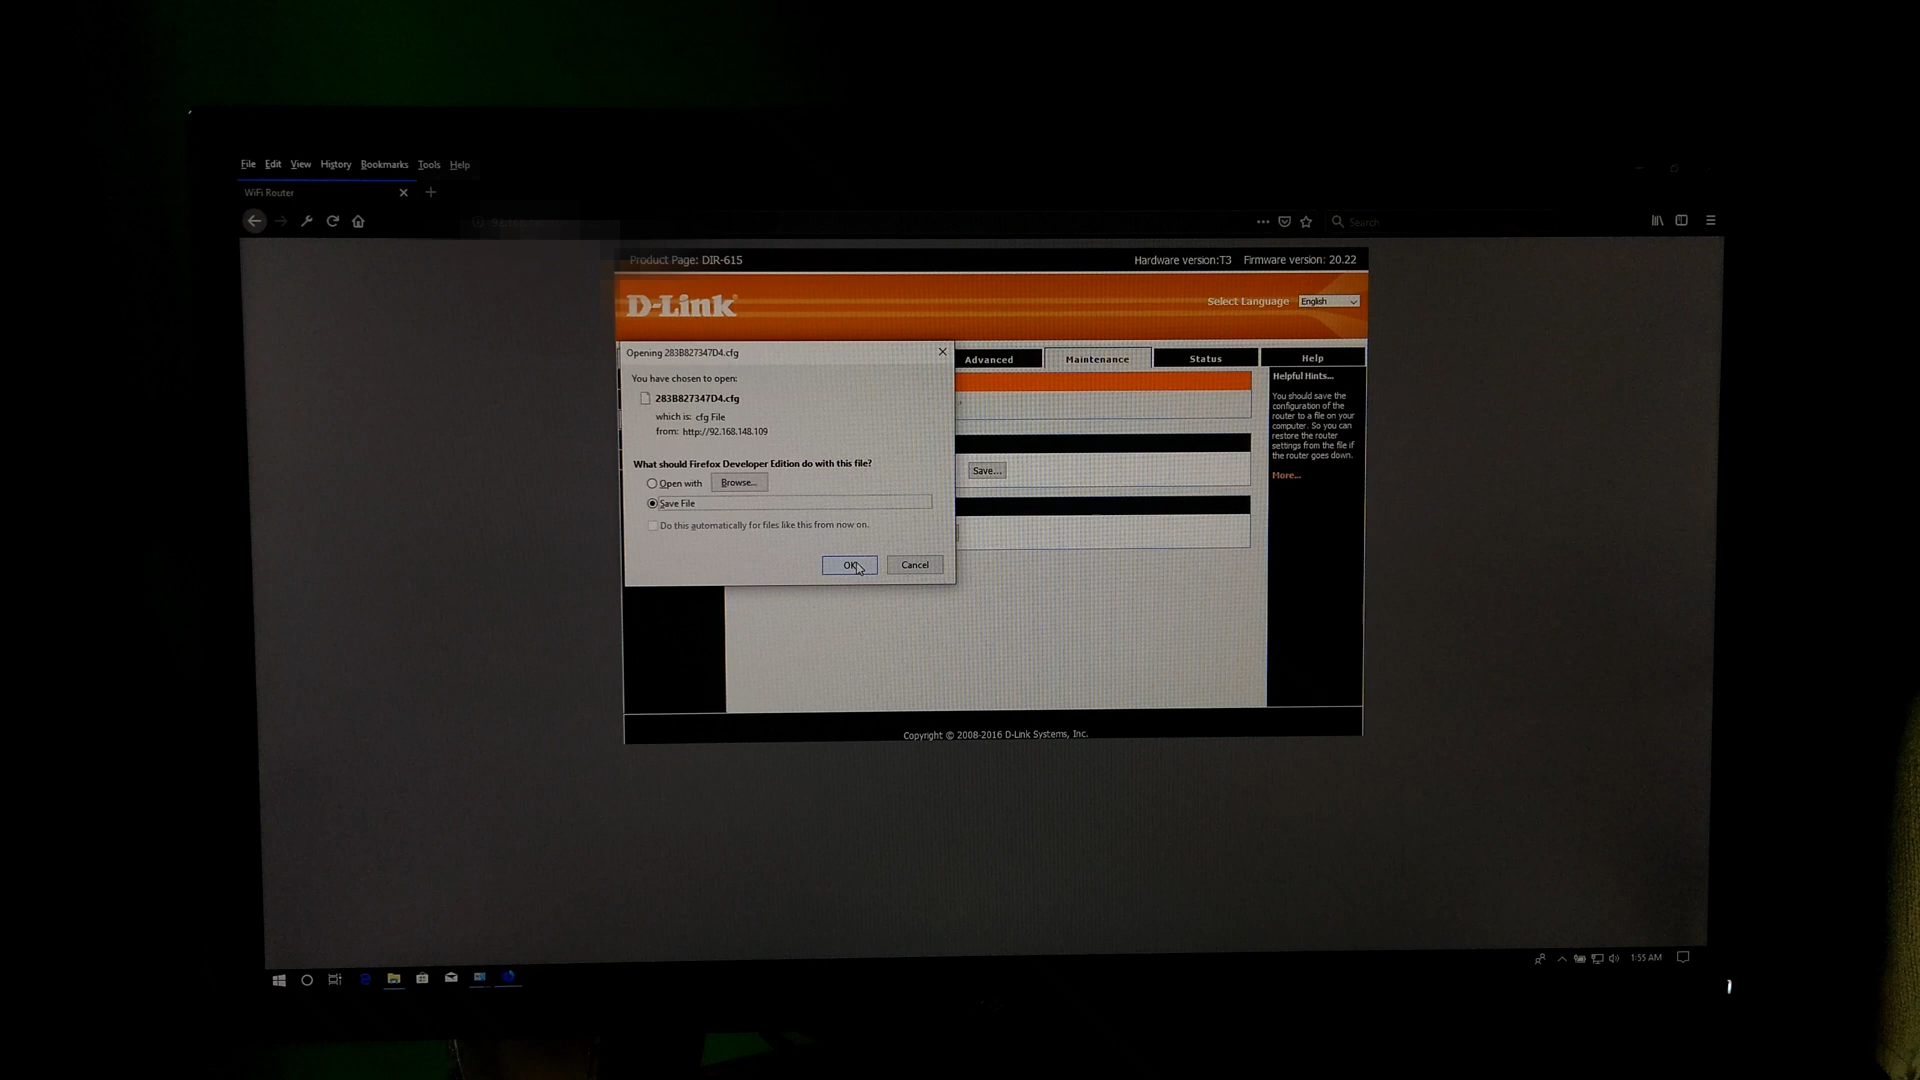 File Edit View History Bookmarks Tools Help
WiFi Router
Search
Product Page: DIR-615 Hardware version:T3 Firmware version: 20.22
D-Link
Select Language English
Advanced Maintenance Status Help
Opening 283B827347D4.cfg
You have chosen to open:
283B827347D4.cfg
which is: cfg File
from: http://92.168.148.109
What should Firefox Developer Edition do with this file?
Open with Browse...
Save File
Do this automatically for files like this from now on.
OK Cancel
Save...
Helpful Hints...
You should save the
configuration of the
router to a file on your
computer. So you can
restore the router
settings from the file if
the router goes down.
More...
Copyright © 2008-2016 D-Link Systems, Inc.
1:55 AM